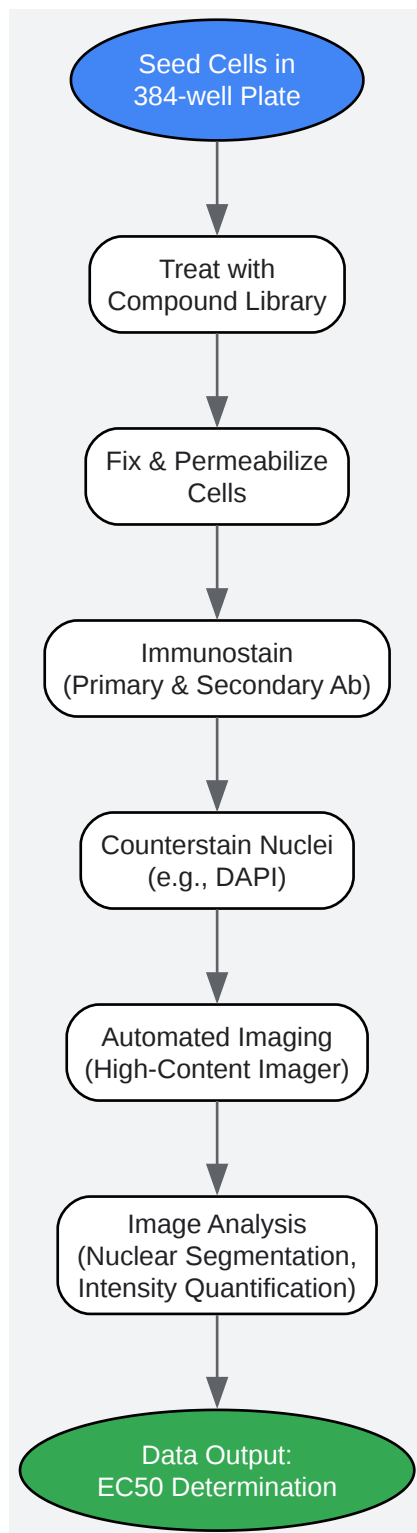 Seed Cells in
384-well Plate
Treat with
Compound Library
Fix & Permeabilize
Cells
Immunostain
(Primary & Secondary Ab)
Counterstain Nuclei
(e.g., DAPI)
Automated Imaging
(High-Content Imager)
Image Analysis
(Nuclear Segmentation,
Intensity Quantification)
Data Output:
EC50 Determination